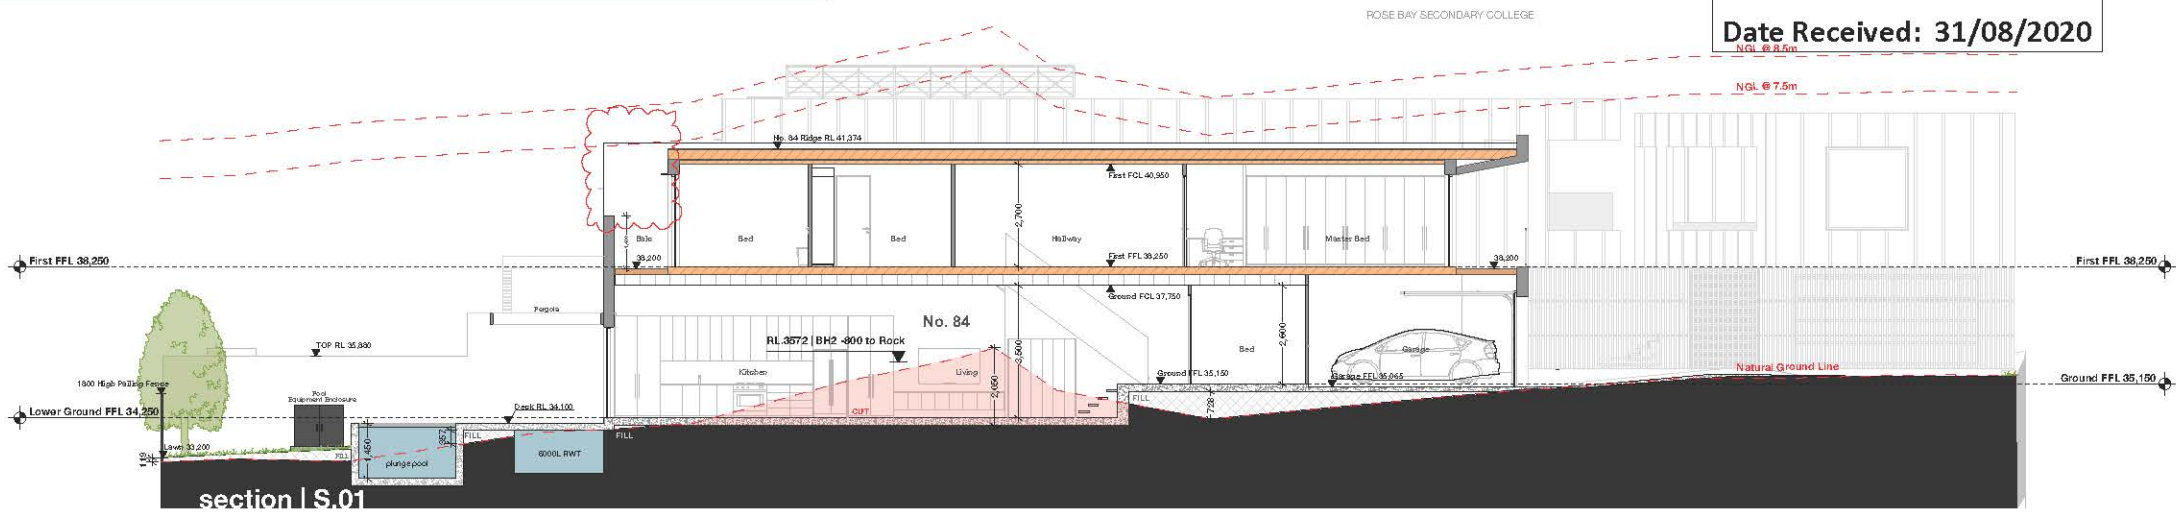 ROSE BAY SECONDARY COLLEGE
Date Received: 31/08/2020
NGL @ 8.5m
NGL @ 7.5m
No. 84 Ridge RL 41,374
First FCL 40,950
2,700
Balc
Bed
Bed
Hallway
Master Bed
First FFL 38,250
38,200
First FFL 38,250
38,200
First FFL 38,250
Ground FCL 37,750
Pergola
No. 84
TOP RL 35,880
RL.3572 | BH2 -800 to Rock
3,500
2,600
Bed
Garage
1800 High Paling Fence
Kitchen
Living
2,050
Ground FFL 35,150
Garage FFL 35,065
Natural Ground Line
Ground FFL 35,150
Pool
Equipment Enclosure
Lower Ground FFL 34,250
Deck RL 34,100
CUT
FILL
728
Lawn 33,200
119
FILL
1,450
357
FILL
FILL
plunge pool
6000L RWT
section | S.01